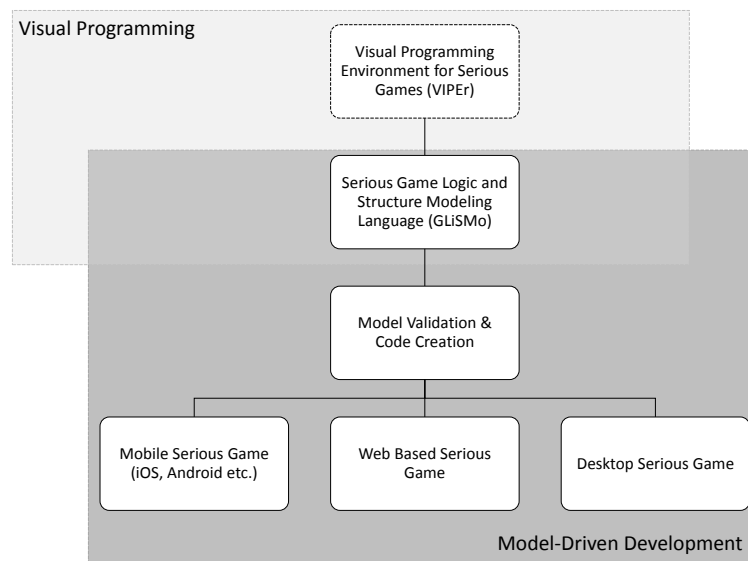 Visual Programming
Visual Programming
Environment for Serious
Games (VIPEr)
Serious Game Logic and
Structure Modeling
Language (GLiSMo)
Model Validation &
Code Creation
Mobile Serious Game
(iOS, Android etc.)
Web Based Serious
Game
Desktop Serious Game
Model-Driven Development